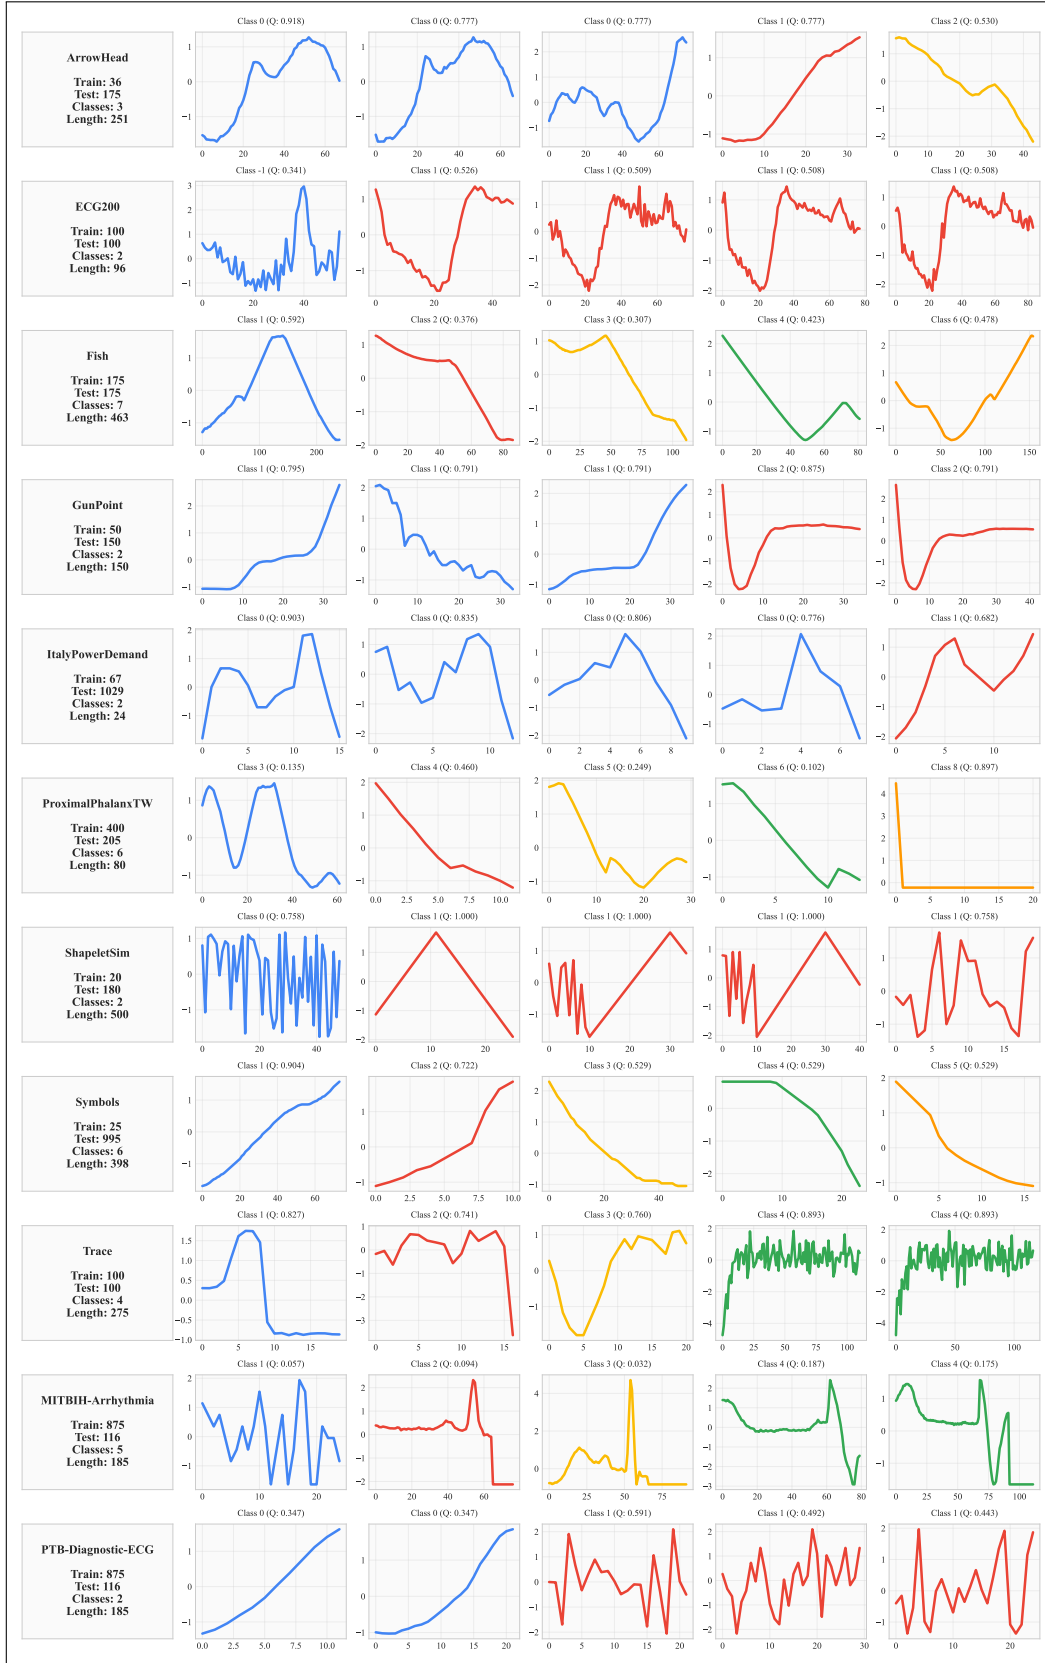 ArrowHead
Train: 36
Test: 175
Classes: 3
Length: 251
Class 0 (Q: 0.918)
Class 0 (Q: 0.777)
Class 0 (Q: 0.777)
Class 1 (Q: 0.777)
Class 2 (Q: 0.530)
ECG200
Train: 100
Test: 100
Classes: 2
Length: 96
Class -1 (Q: 0.341)
Class 1 (Q: 0.526)
Class 1 (Q: 0.509)
Class 1 (Q: 0.508)
Class 1 (Q: 0.508)
Fish
Train: 175
Test: 175
Classes: 7
Length: 463
Class 1 (Q: 0.592)
Class 2 (Q: 0.376)
Class 3 (Q: 0.307)
Class 4 (Q: 0.423)
Class 6 (Q: 0.478)
GunPoint
Train: 50
Test: 150
Classes: 2
Length: 150
Class 1 (Q: 0.795)
Class 1 (Q: 0.791)
Class 1 (Q: 0.791)
Class 2 (Q: 0.875)
Class 2 (Q: 0.791)
ItalyPowerDemand
Train: 67
Test: 1029
Classes: 2
Length: 24
Class 0 (Q: 0.903)
Class 0 (Q: 0.835)
Class 0 (Q: 0.806)
Class 0 (Q: 0.776)
Class 1 (Q: 0.682)
ProximalPhalanxTW
Train: 400
Test: 205
Classes: 6
Length: 80
Class 3 (Q: 0.135)
Class 4 (Q: 0.460)
Class 5 (Q: 0.249)
Class 6 (Q: 0.102)
Class 8 (Q: 0.897)
ShapeletSim
Train: 20
Test: 180
Classes: 2
Length: 500
Class 0 (Q: 0.758)
Class 1 (Q: 1.000)
Class 1 (Q: 1.000)
Class 1 (Q: 1.000)
Class 1 (Q: 0.758)
Symbols
Train: 25
Test: 995
Classes: 6
Length: 398
Class 1 (Q: 0.904)
Class 2 (Q: 0.722)
Class 3 (Q: 0.529)
Class 4 (Q: 0.529)
Class 5 (Q: 0.529)
Trace
Train: 100
Test: 100
Classes: 4
Length: 275
Class 1 (Q: 0.827)
Class 2 (Q: 0.741)
Class 3 (Q: 0.760)
Class 4 (Q: 0.893)
Class 4 (Q: 0.893)
MITBIH-Arrhythmia
Train: 875
Test: 116
Classes: 5
Length: 185
Class 1 (Q: 0.057)
Class 2 (Q: 0.094)
Class 3 (Q: 0.032)
Class 4 (Q: 0.187)
Class 4 (Q: 0.175)
PTB-Diagnostic-ECG
Train: 875
Test: 116
Classes: 2
Length: 185
Class 0 (Q: 0.347)
Class 0 (Q: 0.347)
Class 1 (Q: 0.591)
Class 1 (Q: 0.492)
Class 1 (Q: 0.443)